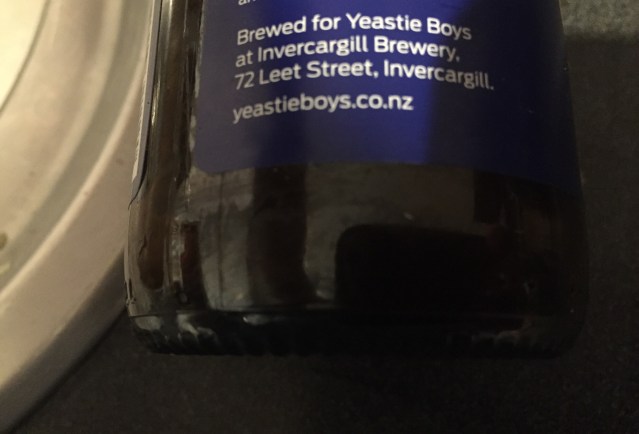 Brewed for Yeastie Boys
at Invercargill Brewery,
72 Leet Street, Invercargill.
yeastieboys.co.nz